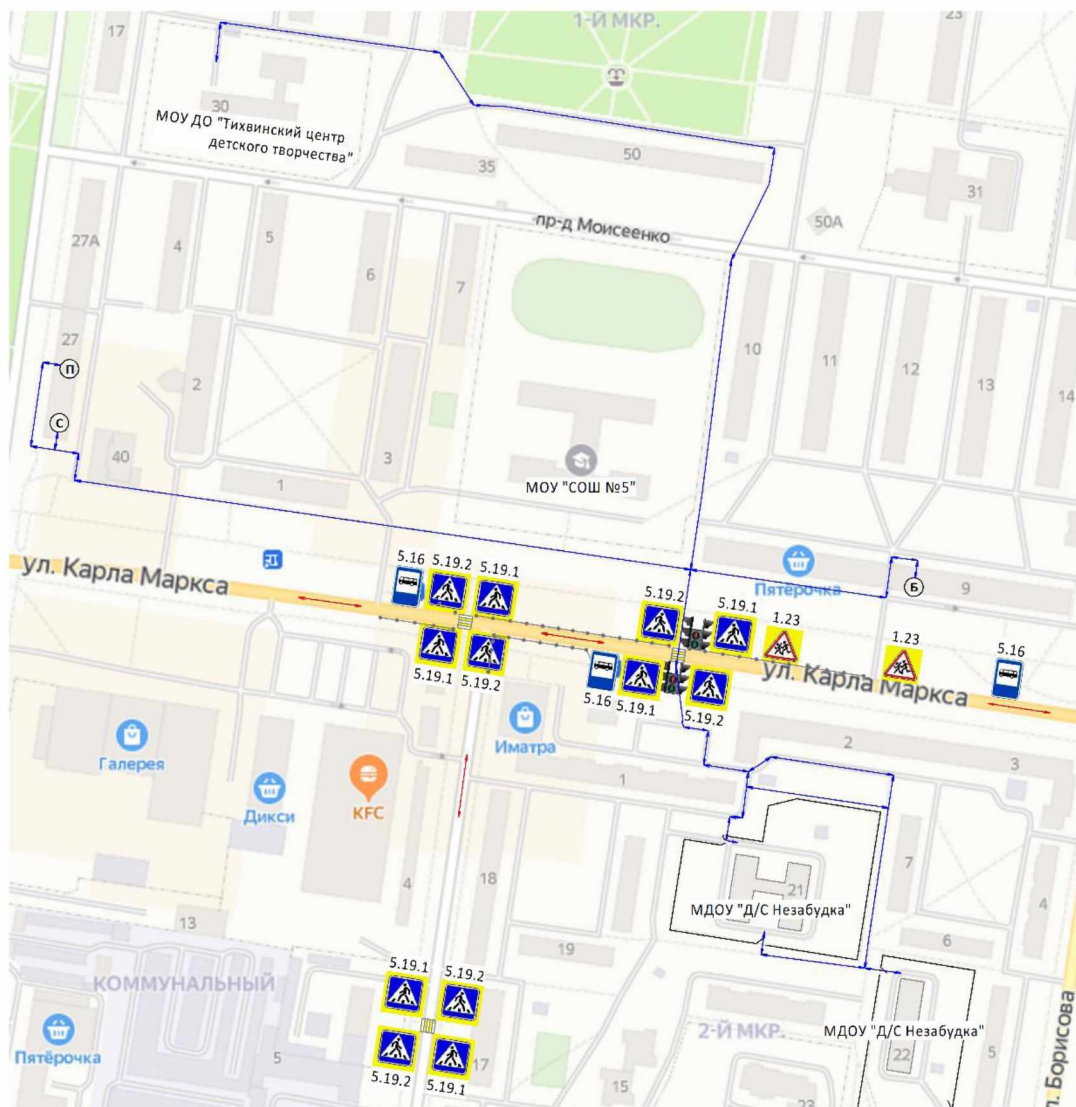 17
1-Й МКР.
23
30
МОУ ДО "Тихвинский центр
детского творчества"
35
50
31
пр-д Моисеенко
50А
27А
4
5
6
7
10
11
12
13
14
27
П
2
С
40
3
1
МОУ "СОШ №5"
ул. Карла Маркса
5.16
5.19.2
5.19.1
Пятёрочка
Б
9
5.19.2
5.19.1
1.23
1.23
5.16
5.19.1
5.19.2
5.16
5.19.1
5.19.2
ул. Карла Маркса
Галерея
Иматра
2
3
Дикси
KFC
1
4
18
21
7
4
МДОУ "Д/С Незабудка"
13
19
6
5.19.1
5.19.2
КОММУНАЛЬНЫЙ
2-Й МКР.
МДОУ "Д/С Незабудка"
Пятёрочка
5
17
22
5
5.19.2
5.19.1
15
23
ул. Борисова